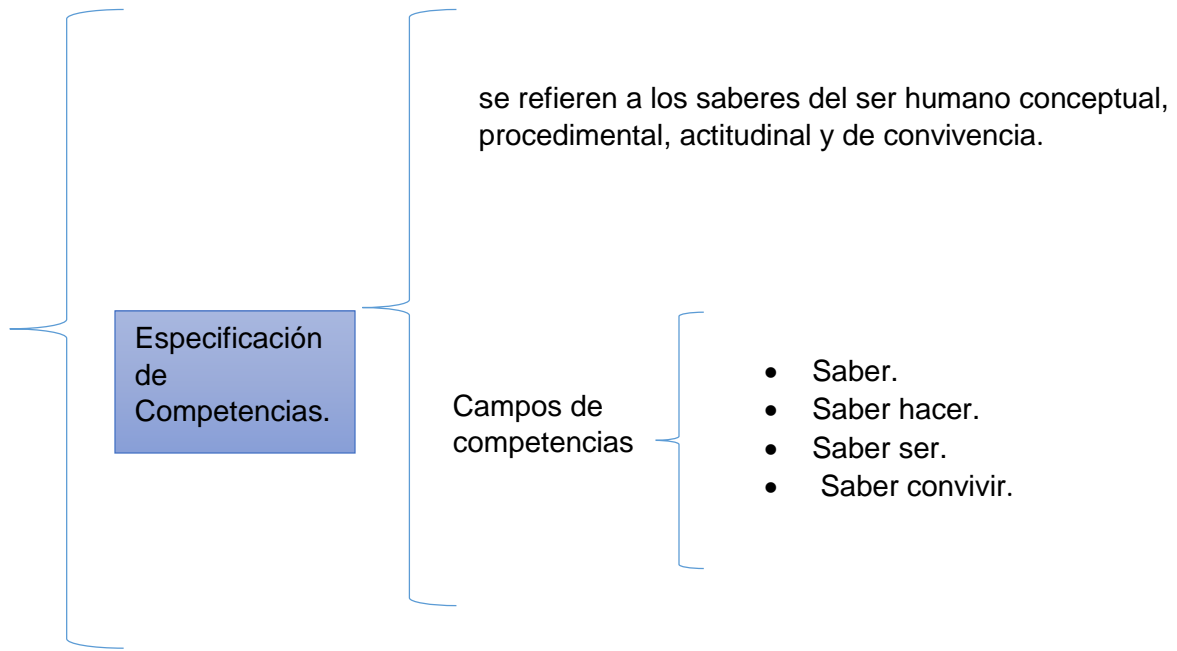 se refieren a los saberes del ser humano conceptual,
procedimental, actitudinal y de convivencia.
Especificación
de
Competencias.
Campos de
competencias
• Saber.
• Saber hacer.
• Saber ser.
• Saber convivir.